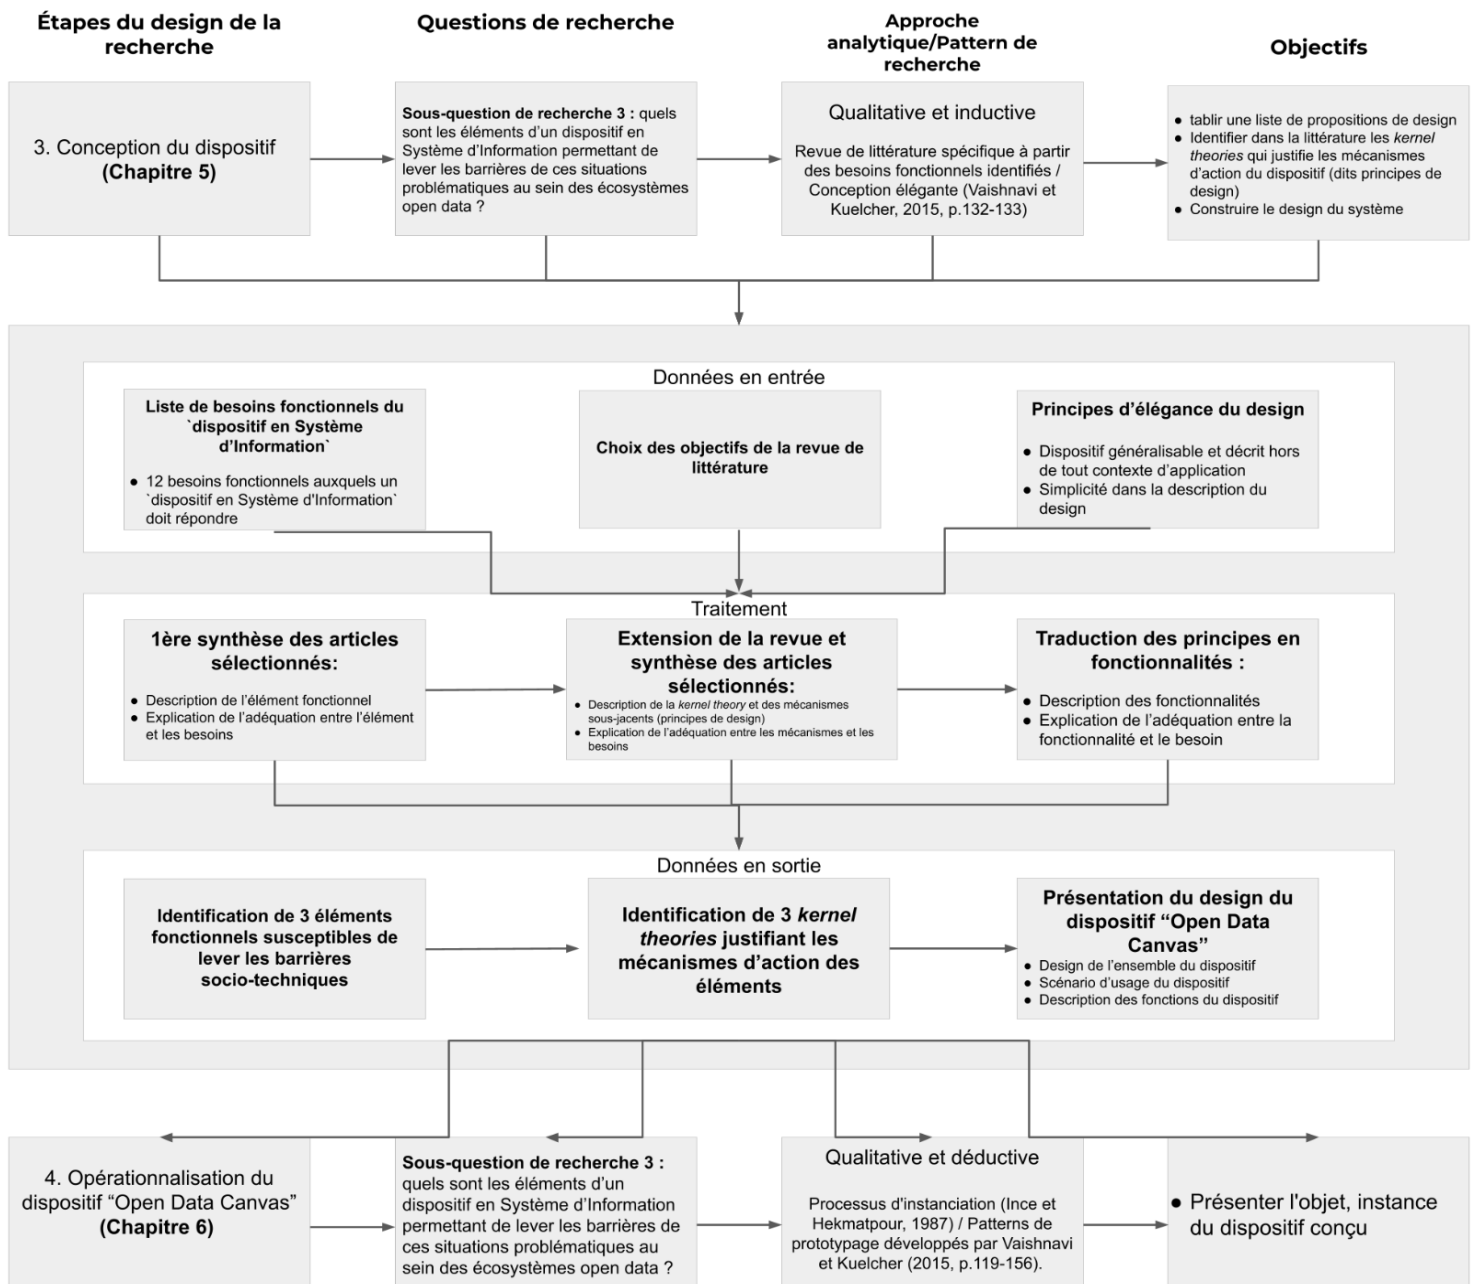 Étapes du design de la
recherche
Questions de recherche
Approche
analytique/Pattern de
recherche
Objectifs
3. Conception du dispositif
(Chapitre 5)
Sous-question de recherche 3 : quels
sont les éléments d’un dispositif en
Système d’Information permettant de
lever les barrières de ces situations
problématiques au sein des écosystèmes
open data ?
Qualitative et inductive
Revue de littérature spécifique à partir
des besoins fonctionnels identifiés /
Conception élégante (Vaishnavi et
Kuelcher, 2015, p.132-133)
● tablir une liste de propositions de design
● Identifier dans la littérature les kernel
theories qui justifie les mécanismes
d’action du dispositif (dits principes de
design)
● Construire le design du système
Données en entrée
Liste de besoins fonctionnels du
`dispositif en Système
d’Information`
● 12 besoins fonctionnels auxquels un
`dispositif en Système d'Information`
doit répondre
Choix des objectifs de la revue de
littérature
Principes d’élégance du design
● Dispositif généralisable et décrit hors
de tout contexte d’application
● Simplicité dans la description du
design
Traitement
1ère synthèse des articles
sélectionnés:
● Description de l’élément fonctionnel
● Explication de l’adéquation entre l’élément
et les besoins
Extension de la revue et
synthèse des articles
sélectionnés:
● Description de la kernel theory et des mécanismes
sous-jacents (principes de design)
● Explication de l’adéquation entre les mécanismes et les
besoins
Traduction des principes en
fonctionnalités :
● Description des fonctionnalités
● Explication de l’adéquation entre la
fonctionnalité et le besoin
Données en sortie
Identification de 3 éléments
fonctionnels susceptibles de
lever les barrières
socio-techniques
Identification de 3 kernel
theories justifiant les
mécanismes d’action des
éléments
Présentation du design du
dispositif “Open Data
Canvas”
● Design de l’ensemble du dispositif
● Scénario d’usage du dispositif
● Description des fonctions du dispositif
4. Opérationnalisation du
dispositif “Open Data Canvas”
(Chapitre 6)
Sous-question de recherche 3 :
quels sont les éléments d’un
dispositif en Système d’Information
permettant de lever les barrières de
ces situations problématiques au
sein des écosystèmes open data ?
Qualitative et déductive
Processus d'instanciation (Ince et
Hekmatpour, 1987) / Patterns de
prototypage développés par Vaishnavi
et Kuelcher (2015, p.119-156).
● Présenter l'objet, instance
du dispositif conçu